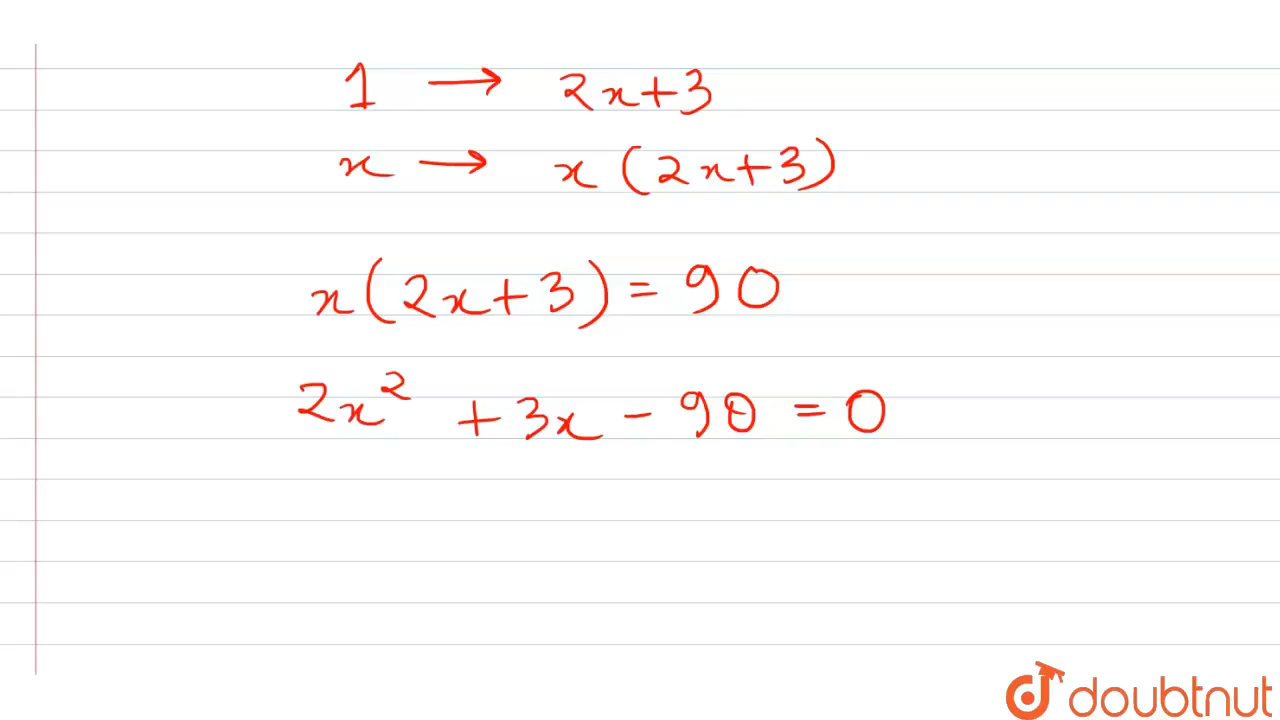 1 → 2x+3
x → x(2x+3)
x(2x+3) = 90
2x² + 3x - 90 = 0
doubtnut